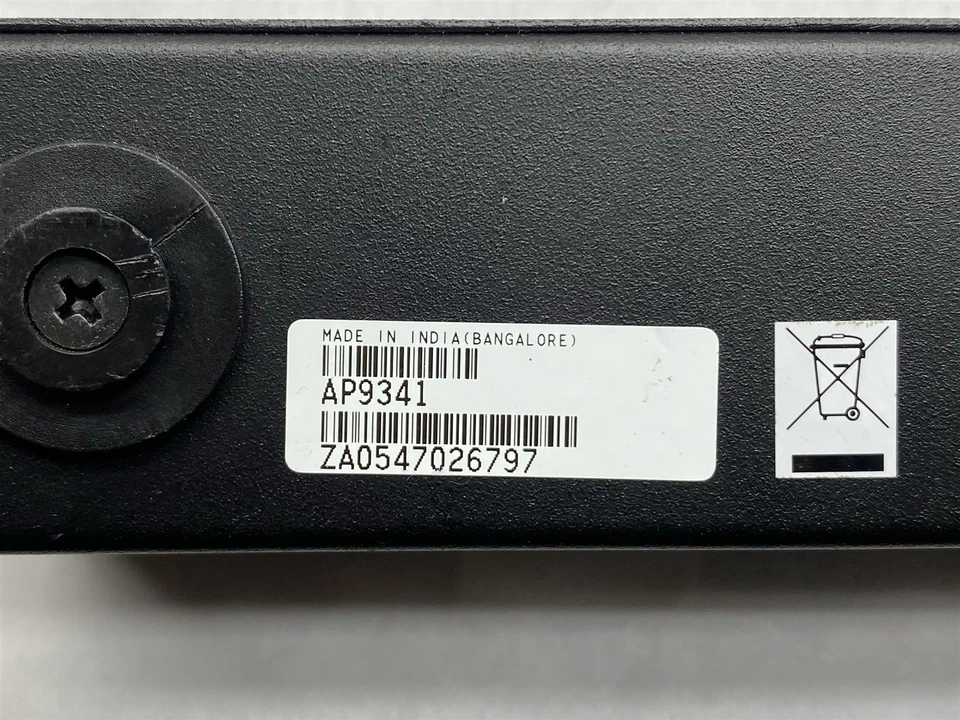 MADE IN INDIA(BANGALORE)
AP9341
ZA0547026797